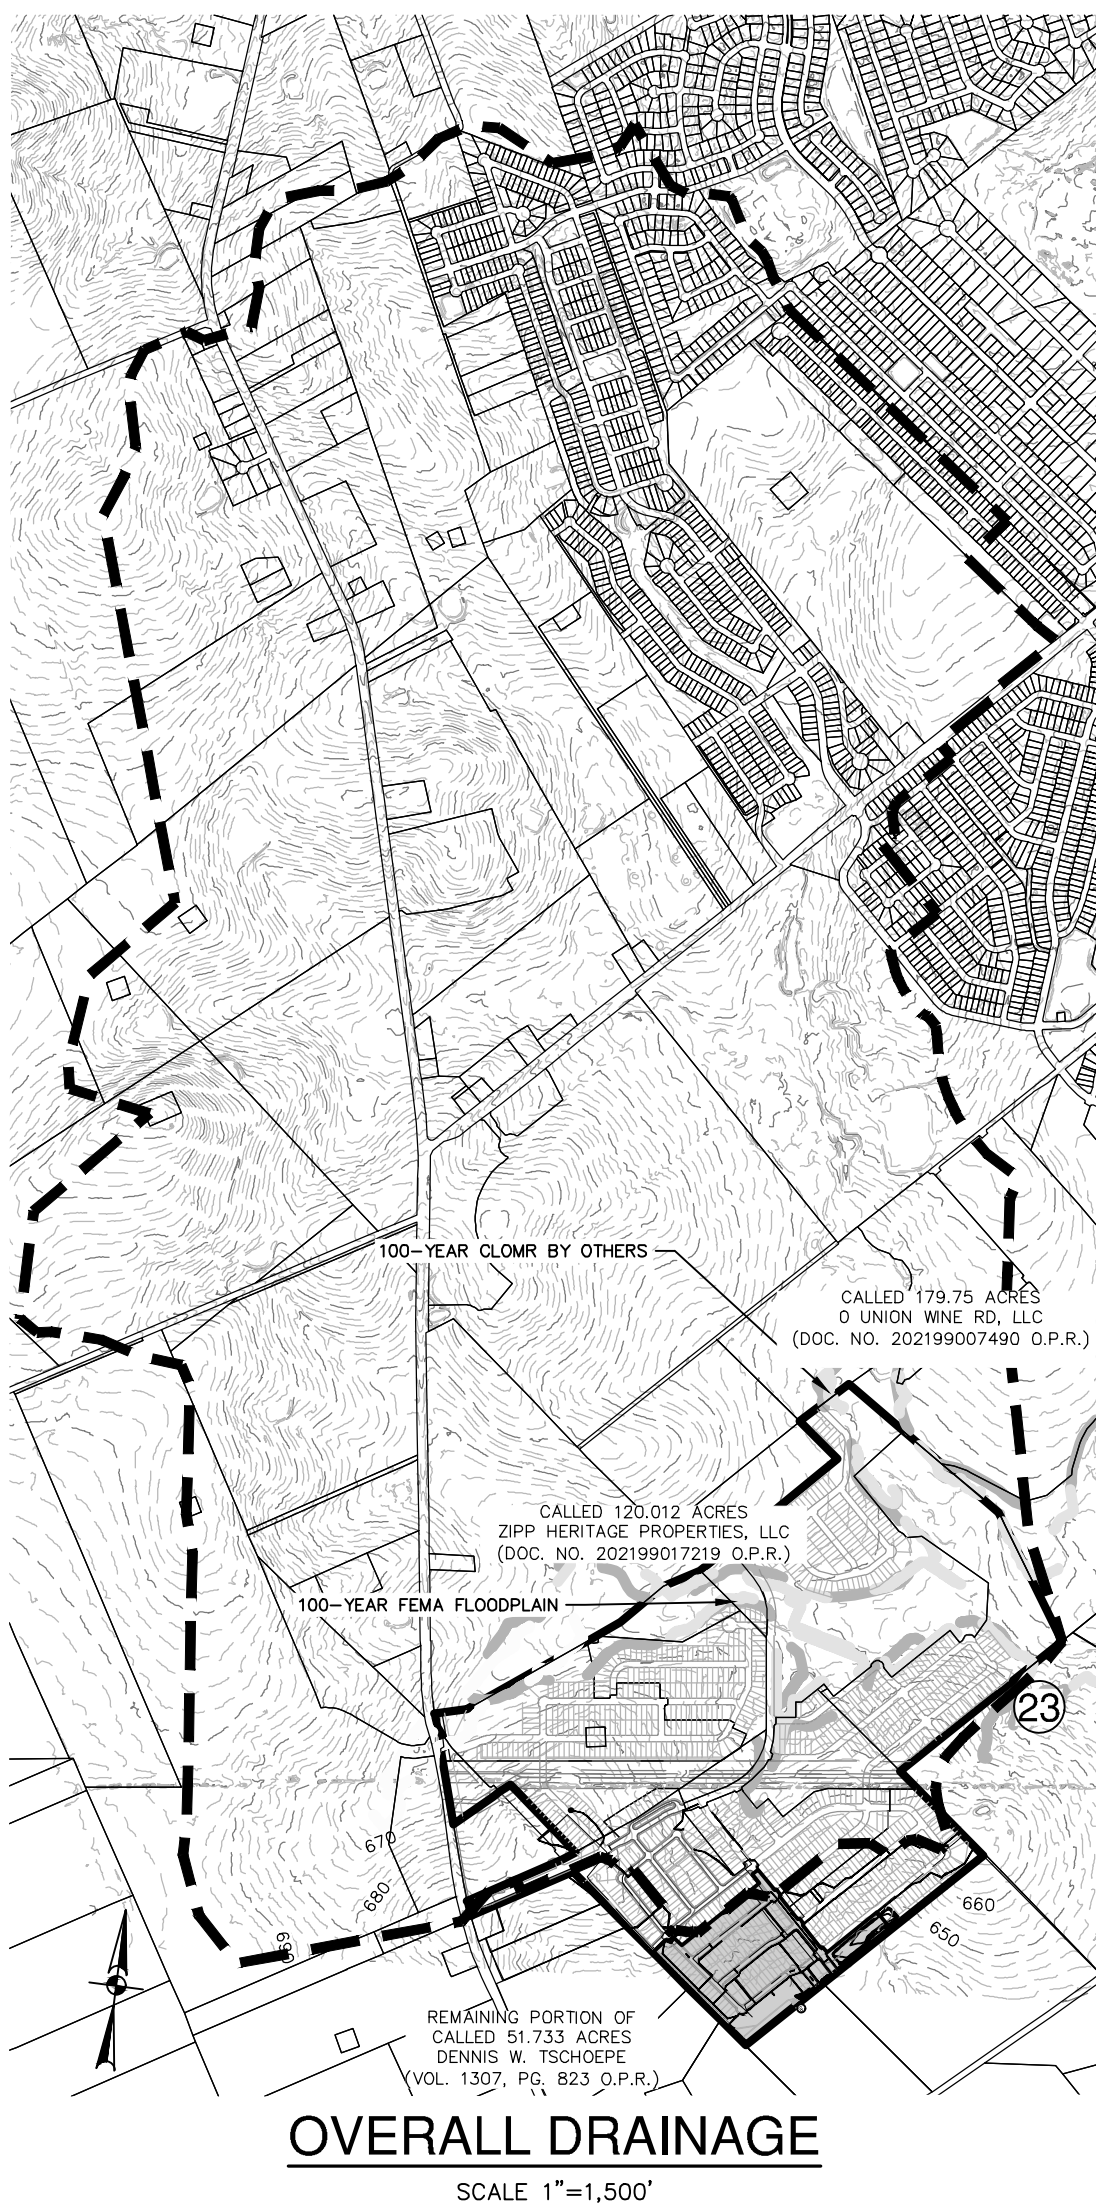 100-YEAR CLOMR BY OTHERS
CALLED 179.75 ACRES
0 UNION WINE RD, LLC
(DOC. NO. 202199007490 O.P.R.)
CALLED 120.012 ACRES
ZIPP HERITAGE PROPERTIES, LLC
(DOC. NO. 202199017219 O.P.R.)
100-YEAR FEMA FLOODPLAIN
23
670
680
690
660
650
REMAINING PORTION OF
CALLED 51.733 ACRES
DENNIS W. TSCHOEPE
(VOL. 1307, PG. 823 O.P.R.)
OVERALL DRAINAGE
SCALE 1"=1,500'